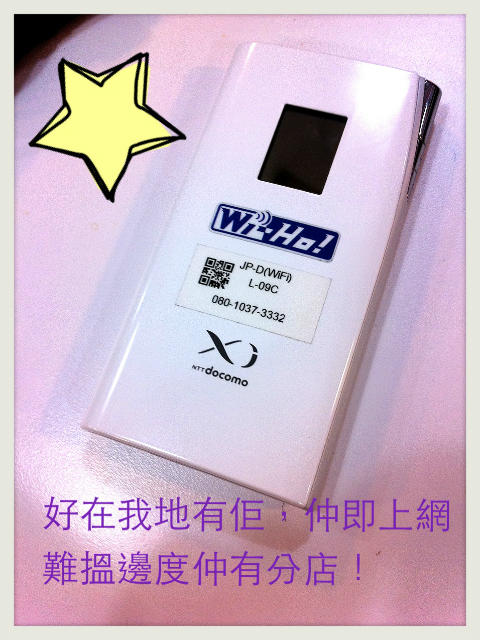 Wi-Ho!
JP-D(WiFi)
L-09C
080-1037-3332
Xi
NTT docomo
好在我地有佢，仲即上網
難搵邊度仲有分店！